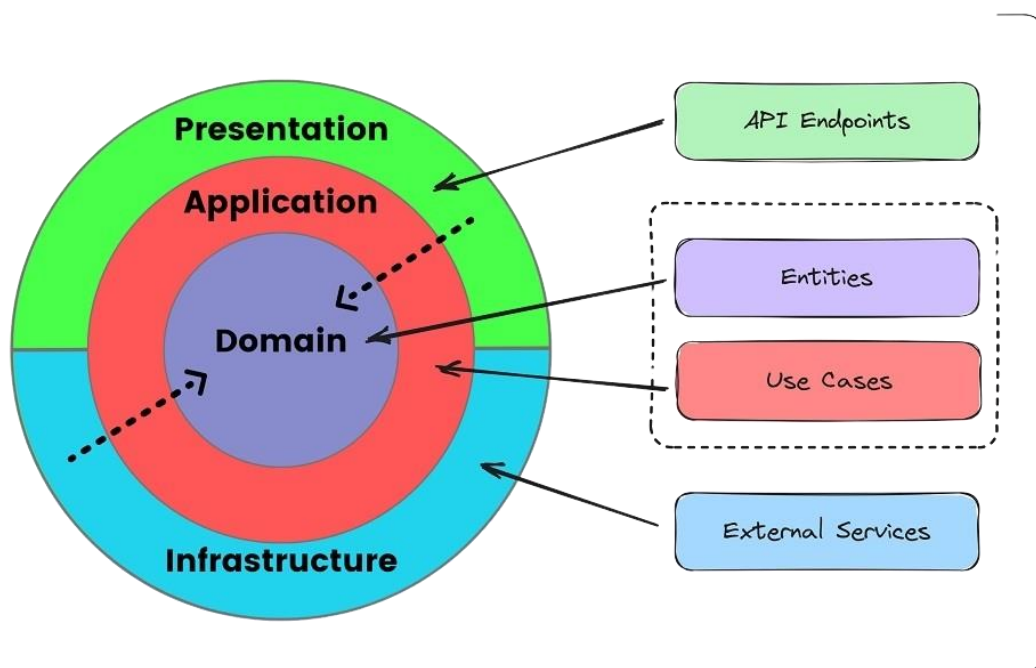 Presentation
Application
Domain
Infrastructure
API Endpoints
Entities
Use Cases
External Services